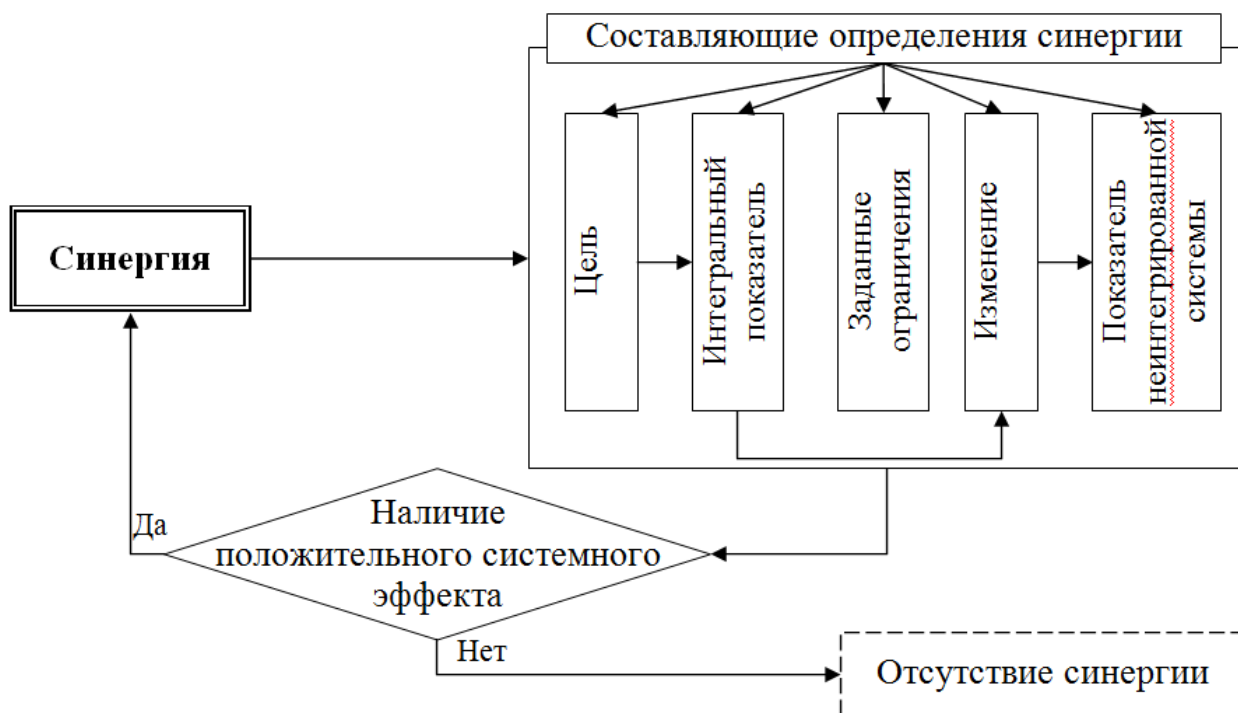 Составляющие определения синергии
Синергия
Цель
Интегральный
показатель
Заданные
ограничения
Изменение
Показатель
неинтегрированной
системы
Да
Наличие
положительного системного
эффекта
Нет
Отсутствие синергии